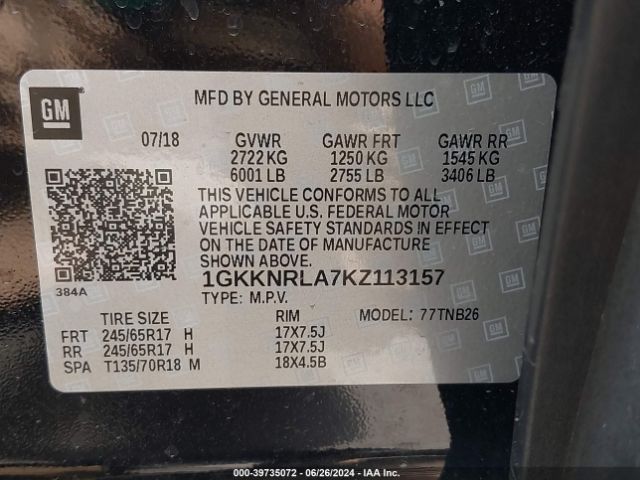 GM
MFD BY GENERAL MOTORS LLC
07/18 GVWR GAWR FRT GAWR RR
2722 KG 1250 KG 1545 KG
6001 LB 2755 LB 3406 LB
THIS VEHICLE CONFORMS TO ALL
APPLICABLE U.S. FEDERAL MOTOR
VEHICLE SAFETY STANDARDS IN EFFECT
ON THE DATE OF MANUFACTURE
SHOWN ABOVE.
384A
1GKKNRLA7KZ113157
TYPE: M.P.V.
TIRE SIZE RIM MODEL: 77TNB26
FRT 245/65R17 H 17X7.5J
RR 245/65R17 H 17X7.5J
SPA T135/70R18 M 18X4.5B
000-39735072 - 06/26/2024 - IAA Inc.